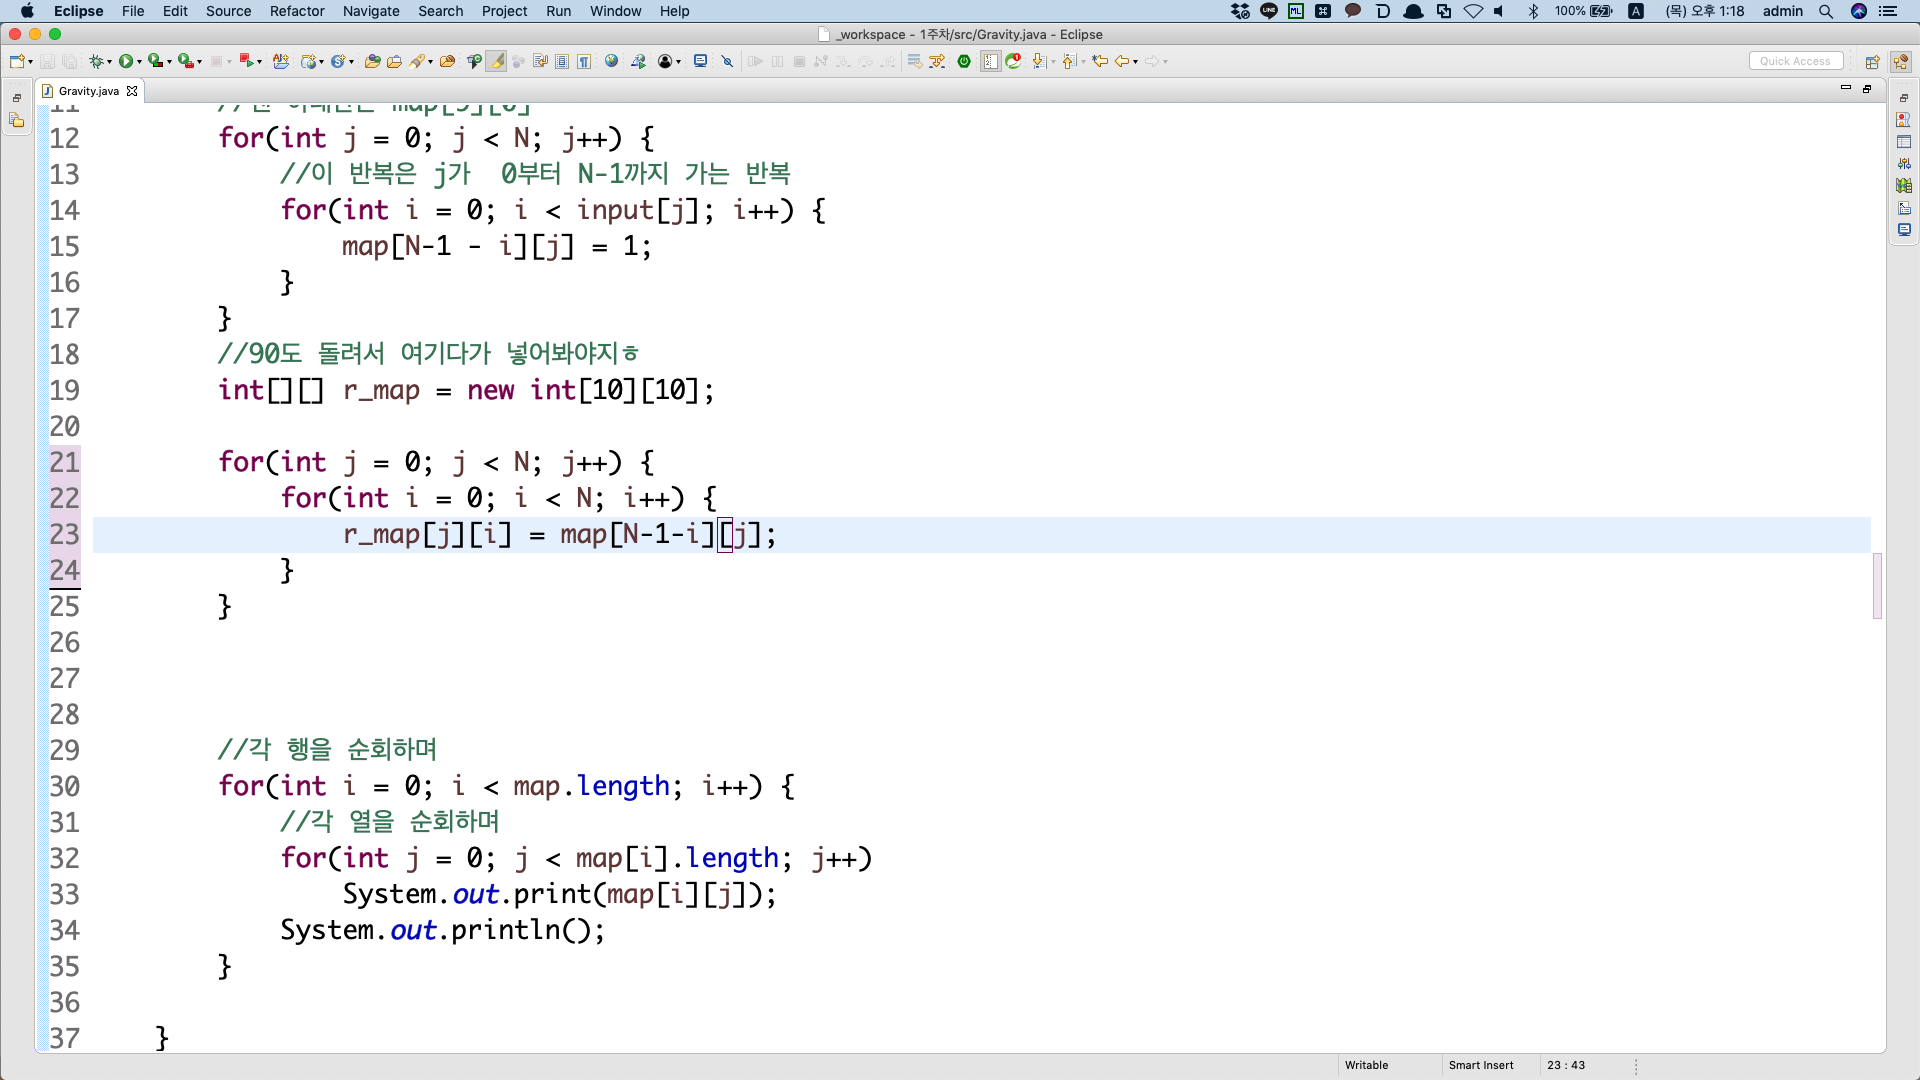 Eclipse File Edit Source Refactor Navigate Search Project Run Window Help 100% A (목) 오후 1:18 admin
_workspace - 1주차/src/Gravity.java - Eclipse
Quick Access
Gravity.java
12 for(int j = 0; j < N; j++) {
13 //이 반복은 j가  0부터 N-1까지 가는 반복
14 for(int i = 0; i < input[j]; i++) {
15 map[N-1 - i][j] = 1;
16 }
17 }
18 //90도 돌려서 여기다가 넣어봐야지ㅎ
19 int[][] r_map = new int[10][10];
20
21 for(int j = 0; j < N; j++) {
22 for(int i = 0; i < N; i++) {
23 r_map[j][i] = map[N-1-i][j];
24 }
25 }
26
27
28
29 //각 행을 순회하며
30 for(int i = 0; i < map.length; i++) {
31 //각 열을 순회하며
32 for(int j = 0; j < map[i].length; j++)
33 System.out.print(map[i][j]);
34 System.out.println();
35 }
36
37 }
Writable Smart Insert 23 : 43